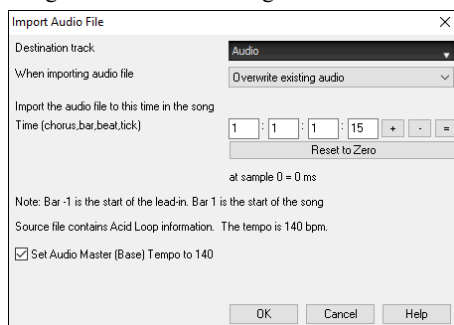 Import Audio File
Destination track Audio
When importing audio file Overwrite existing audio
Import the audio file to this time in the song
Time (chorus,bar,beat,tick) 1 : 1 : 1 : 15 + - =
Reset to Zero
at sample 0 = 0 ms
Note: Bar -1 is the start of the lead-in. Bar 1 is the start of the song
Source file contains Acid Loop information. The tempo is 140 bpm.
Set Audio Master (Base) Tempo to 140
OK Cancel Help